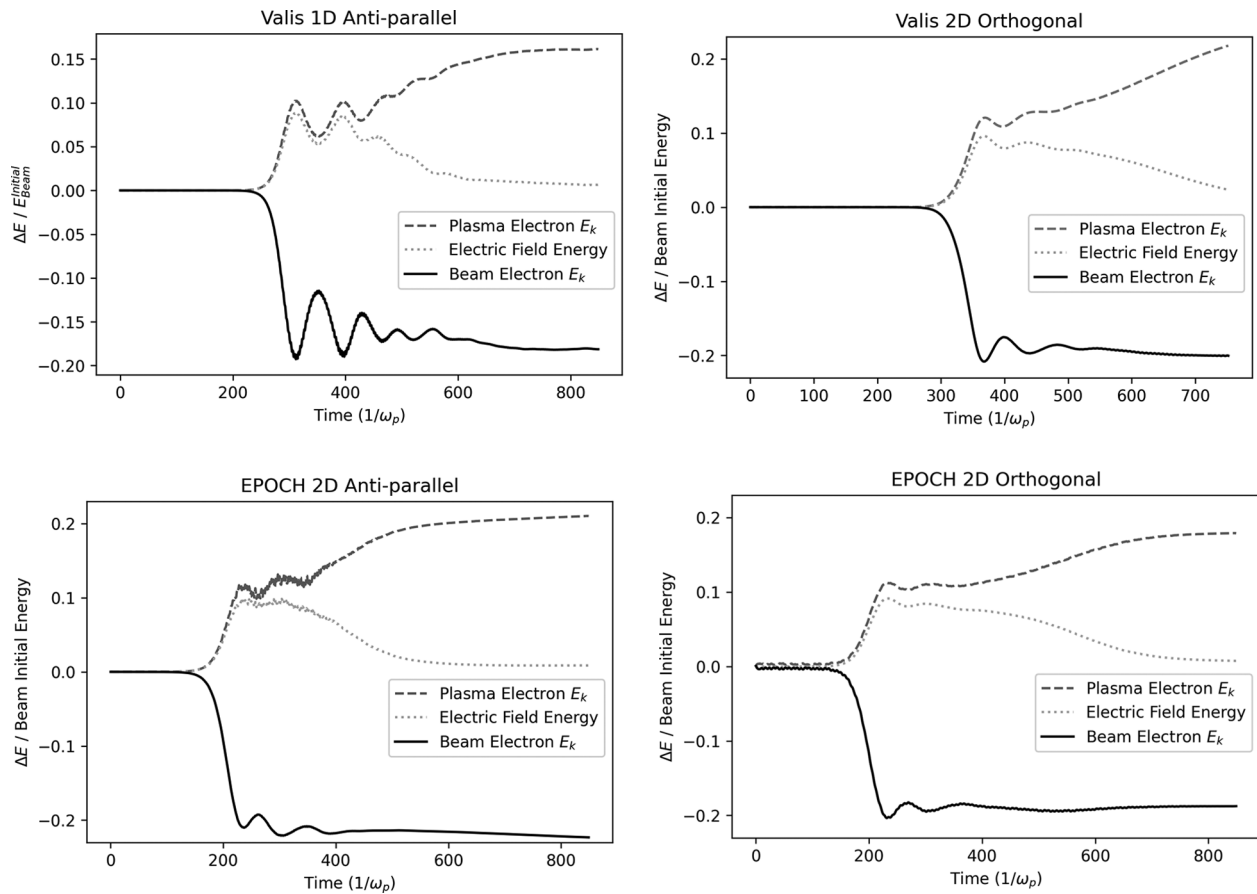 Valis 1D Anti-parallel
0.15
0.10
0.05
0.00
−0.05
−0.10
−0.15
−0.20
ΔE / E_Beam^Initial
Plasma Electron E_k
Electric Field Energy
Beam Electron E_k
0 200 400 600 800
Time (1/ω_p)
Valis 2D Orthogonal
0.2
0.1
0.0
−0.1
−0.2
ΔE / Beam Initial Energy
Plasma Electron E_k
Electric Field Energy
Beam Electron E_k
0 100 200 300 400 500 600 700
Time (1/ω_p)
EPOCH 2D Anti-parallel
0.2
0.1
0.0
−0.1
−0.2
ΔE / Beam Initial Energy
Plasma Electron E_k
Electric Field Energy
Beam Electron E_k
0 200 400 600 800
Time (1/ω_p)
EPOCH 2D Orthogonal
0.2
0.1
0.0
−0.1
−0.2
ΔE / Beam Initial Energy
Plasma Electron E_k
Electric Field Energy
Beam Electron E_k
0 200 400 600 800
Time (1/ω_p)